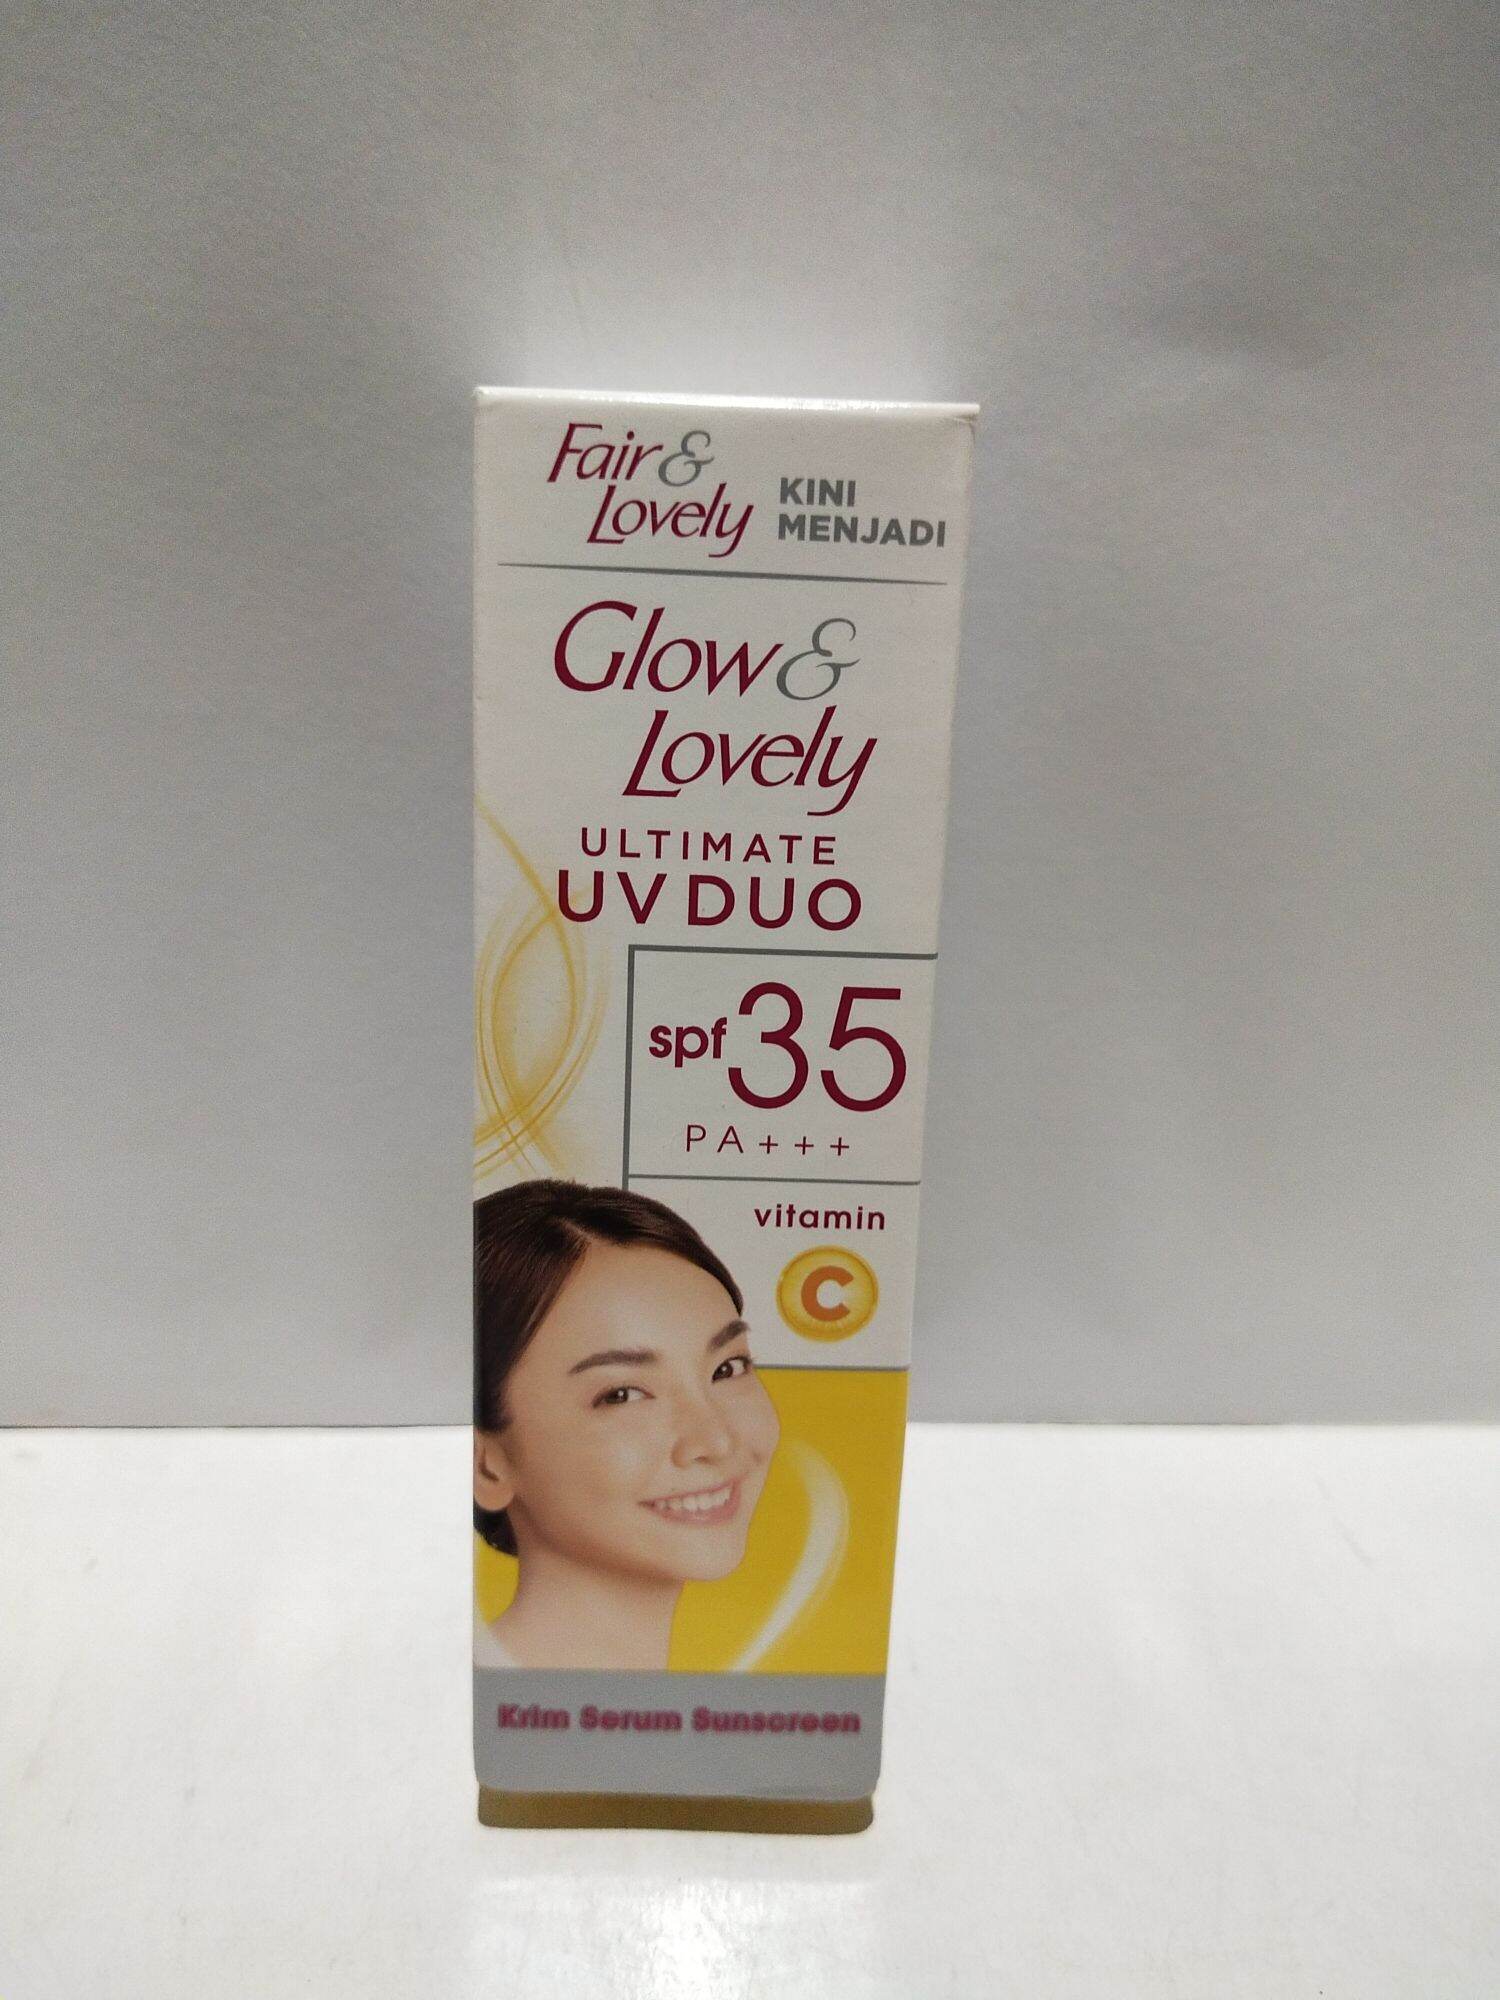 Fair &
Lovely
KINI
MENJADI
Glow &
Lovely
ULTIMATE
UV DUO
spf 35
PA+++
vitamin
C
Krim Serum Sunscreen